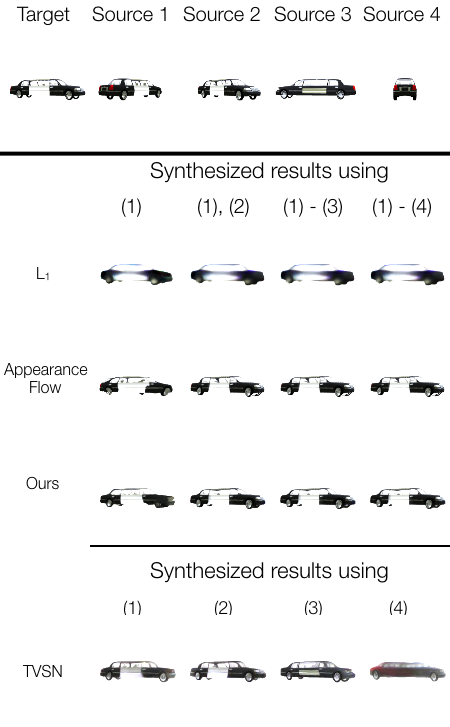 Target Source 1 Source 2 Source 3 Source 4
Synthesized results using
(1) (1), (2) (1) - (3) (1) - (4)
L1
Appearance
Flow
Ours
Synthesized results using
(1) (2) (3) (4)
TVSN